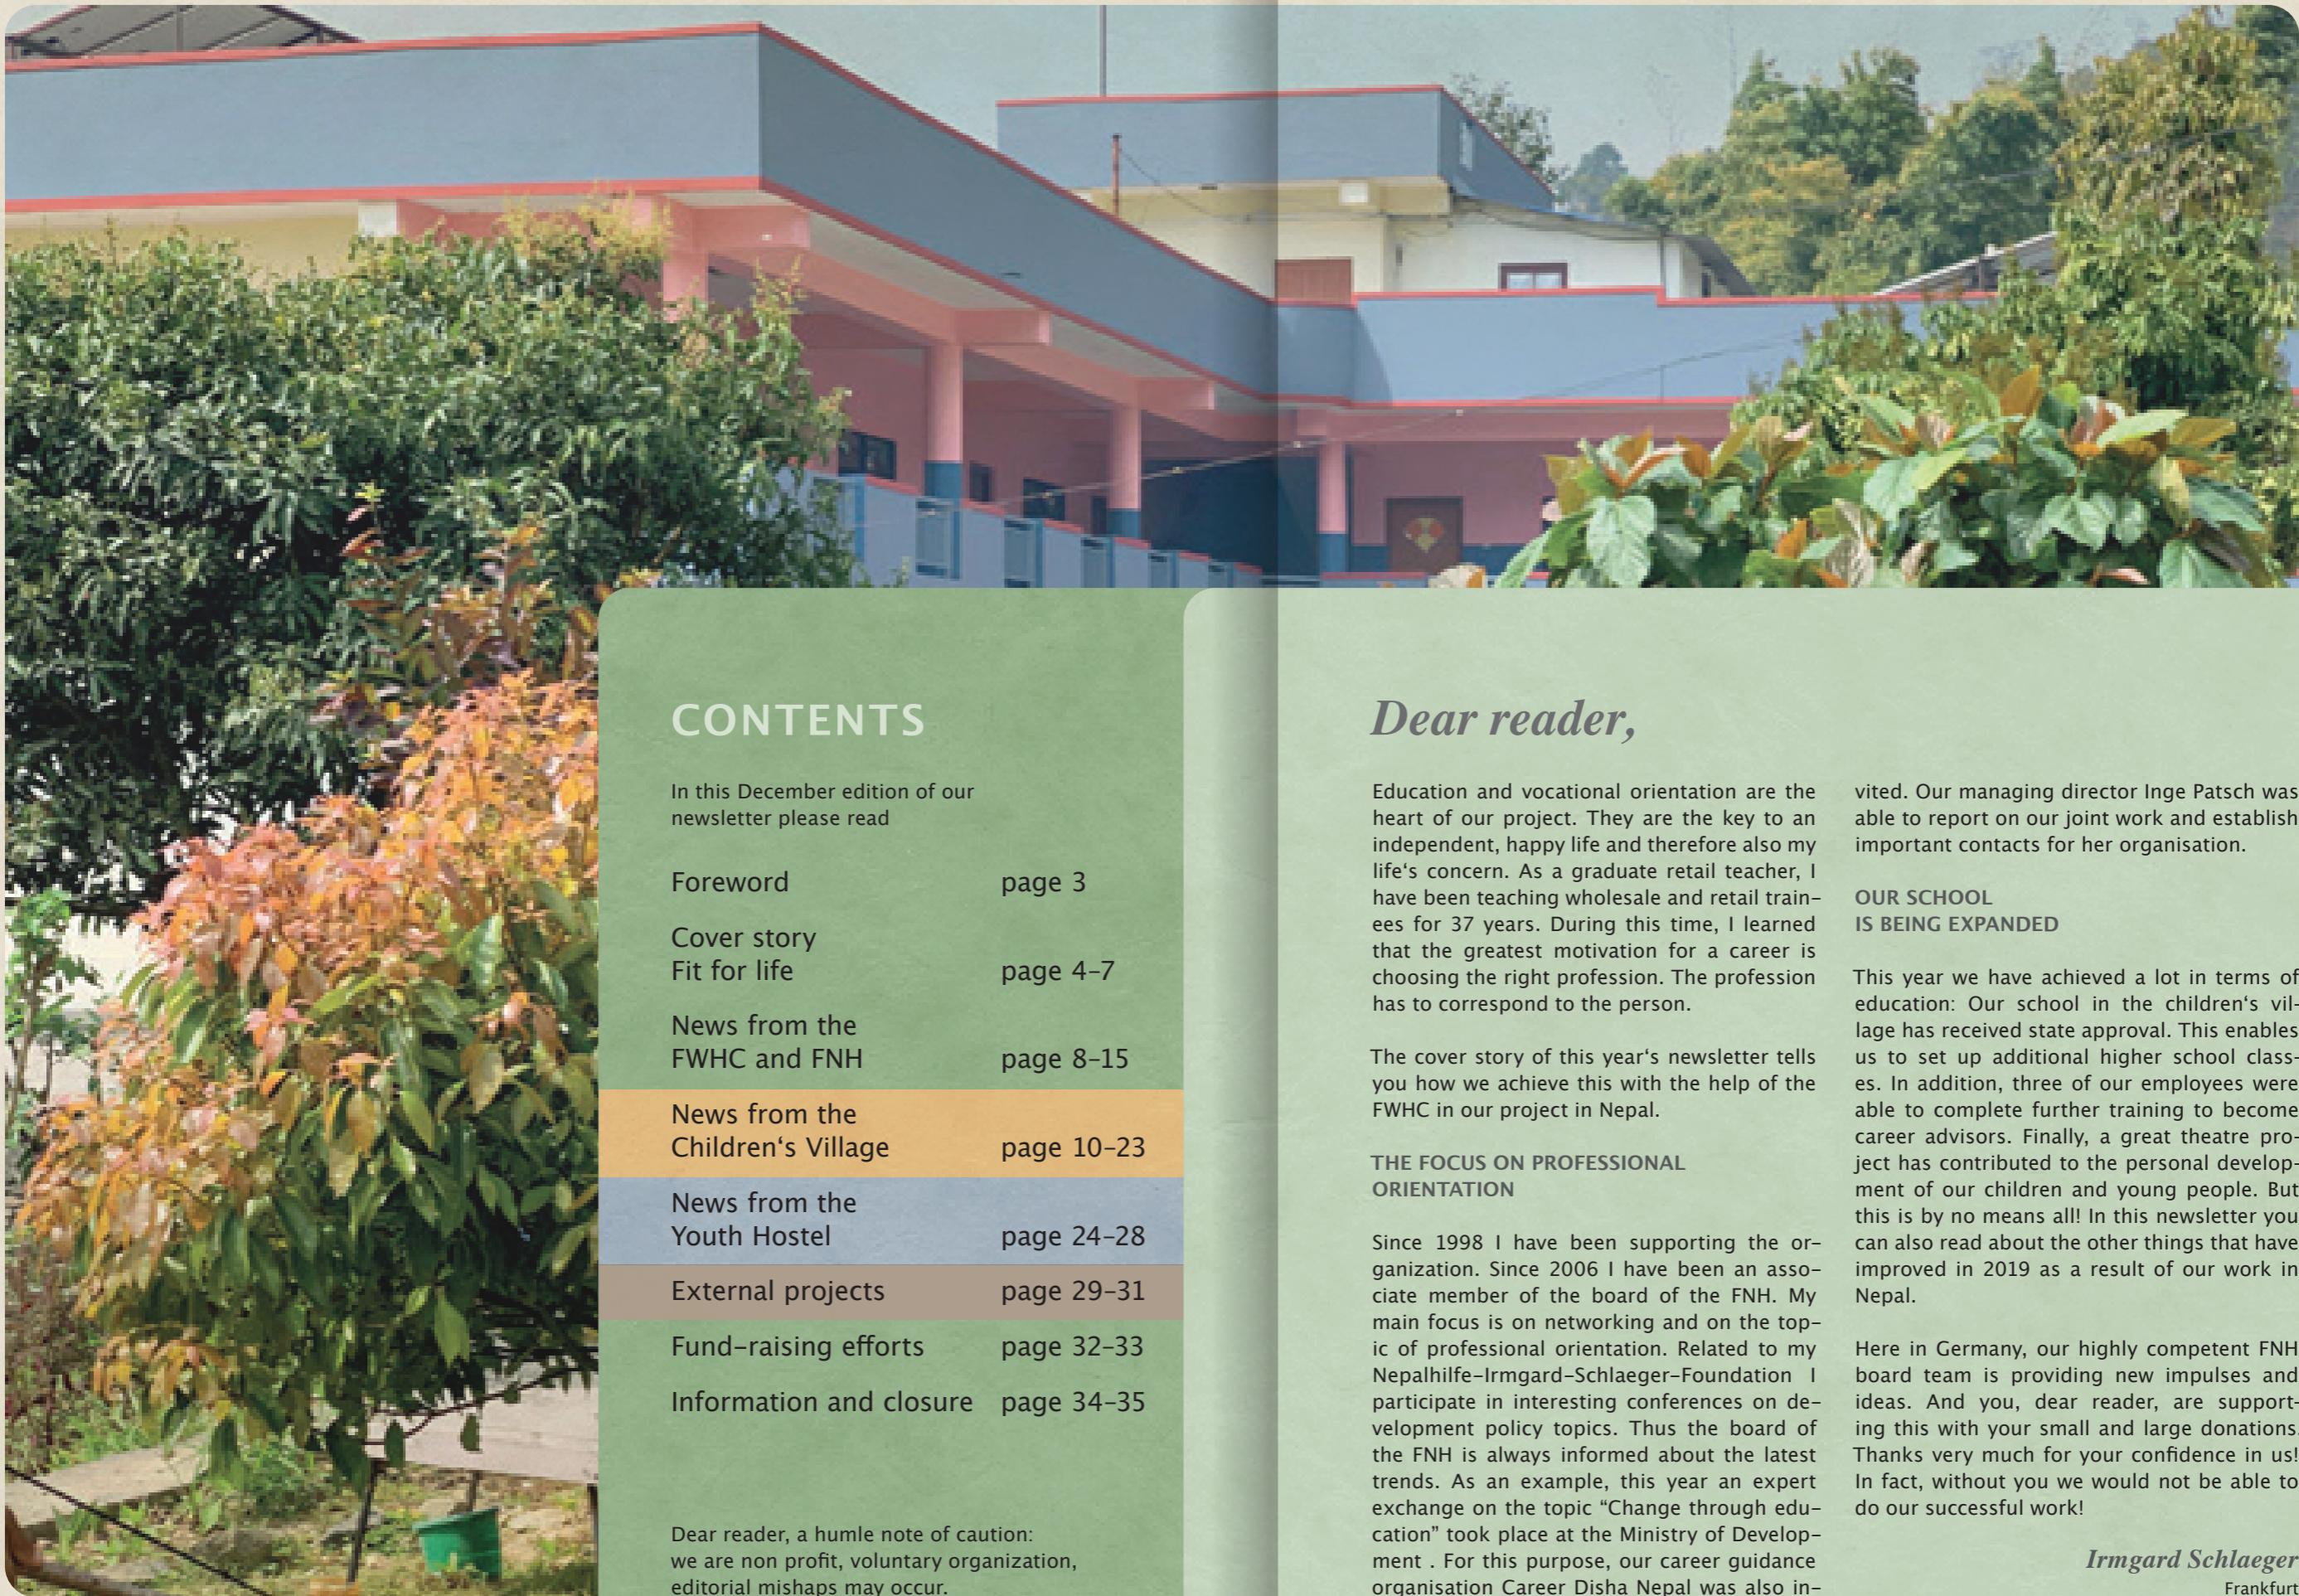 CONTENTS
In this December edition of our
newsletter please read
Foreword page 3
Cover story
Fit for life page 4–7
News from the
FWHC and FNH page 8–15
News from the
Children‘s Village page 10–23
News from the
Youth Hostel page 24–28
External projects page 29–31
Fund-raising efforts page 32–33
Information and closure page 34–35
Dear reader, a humle note of caution:
we are non profit, voluntary organization,
editorial mishaps may occur.
Dear reader,
Education and vocational orientation are the
heart of our project. They are the key to an
independent, happy life and therefore also my
life‘s concern. As a graduate retail teacher, I
have been teaching wholesale and retail train-
ees for 37 years. During this time, I learned
that the greatest motivation for a career is
choosing the right profession. The profession
has to correspond to the person.
The cover story of this year‘s newsletter tells
you how we achieve this with the help of the
FWHC in our project in Nepal.
THE FOCUS ON PROFESSIONAL
ORIENTATION
Since 1998 I have been supporting the or-
ganization. Since 2006 I have been an asso-
ciate member of the board of the FNH. My
main focus is on networking and on the top-
ic of professional orientation. Related to my
Nepalhilfe-Irmgard-Schlaeger-Foundation I
participate in interesting conferences on de-
velopment policy topics. Thus the board of
the FNH is always informed about the latest
trends. As an example, this year an expert
exchange on the topic “Change through edu-
cation” took place at the Ministry of Develop-
ment . For this purpose, our career guidance
organisation Career Disha Nepal was also in-
vited. Our managing director Inge Patsch was
able to report on our joint work and establish
important contacts for her organisation.
OUR SCHOOL
IS BEING EXPANDED
This year we have achieved a lot in terms of
education: Our school in the children‘s vil-
lage has received state approval. This enables
us to set up additional higher school class-
es. In addition, three of our employees were
able to complete further training to become
career advisors. Finally, a great theatre pro-
ject has contributed to the personal develop-
ment of our children and young people. But
this is by no means all! In this newsletter you
can also read about the other things that have
improved in 2019 as a result of our work in
Nepal.
Here in Germany, our highly competent FNH
board team is providing new impulses and
ideas. And you, dear reader, are support-
ing this with your small and large donations.
Thanks very much for your confidence in us!
In fact, without you we would not be able to
do our successful work!
Irmgard Schlaeger
Frankfurt